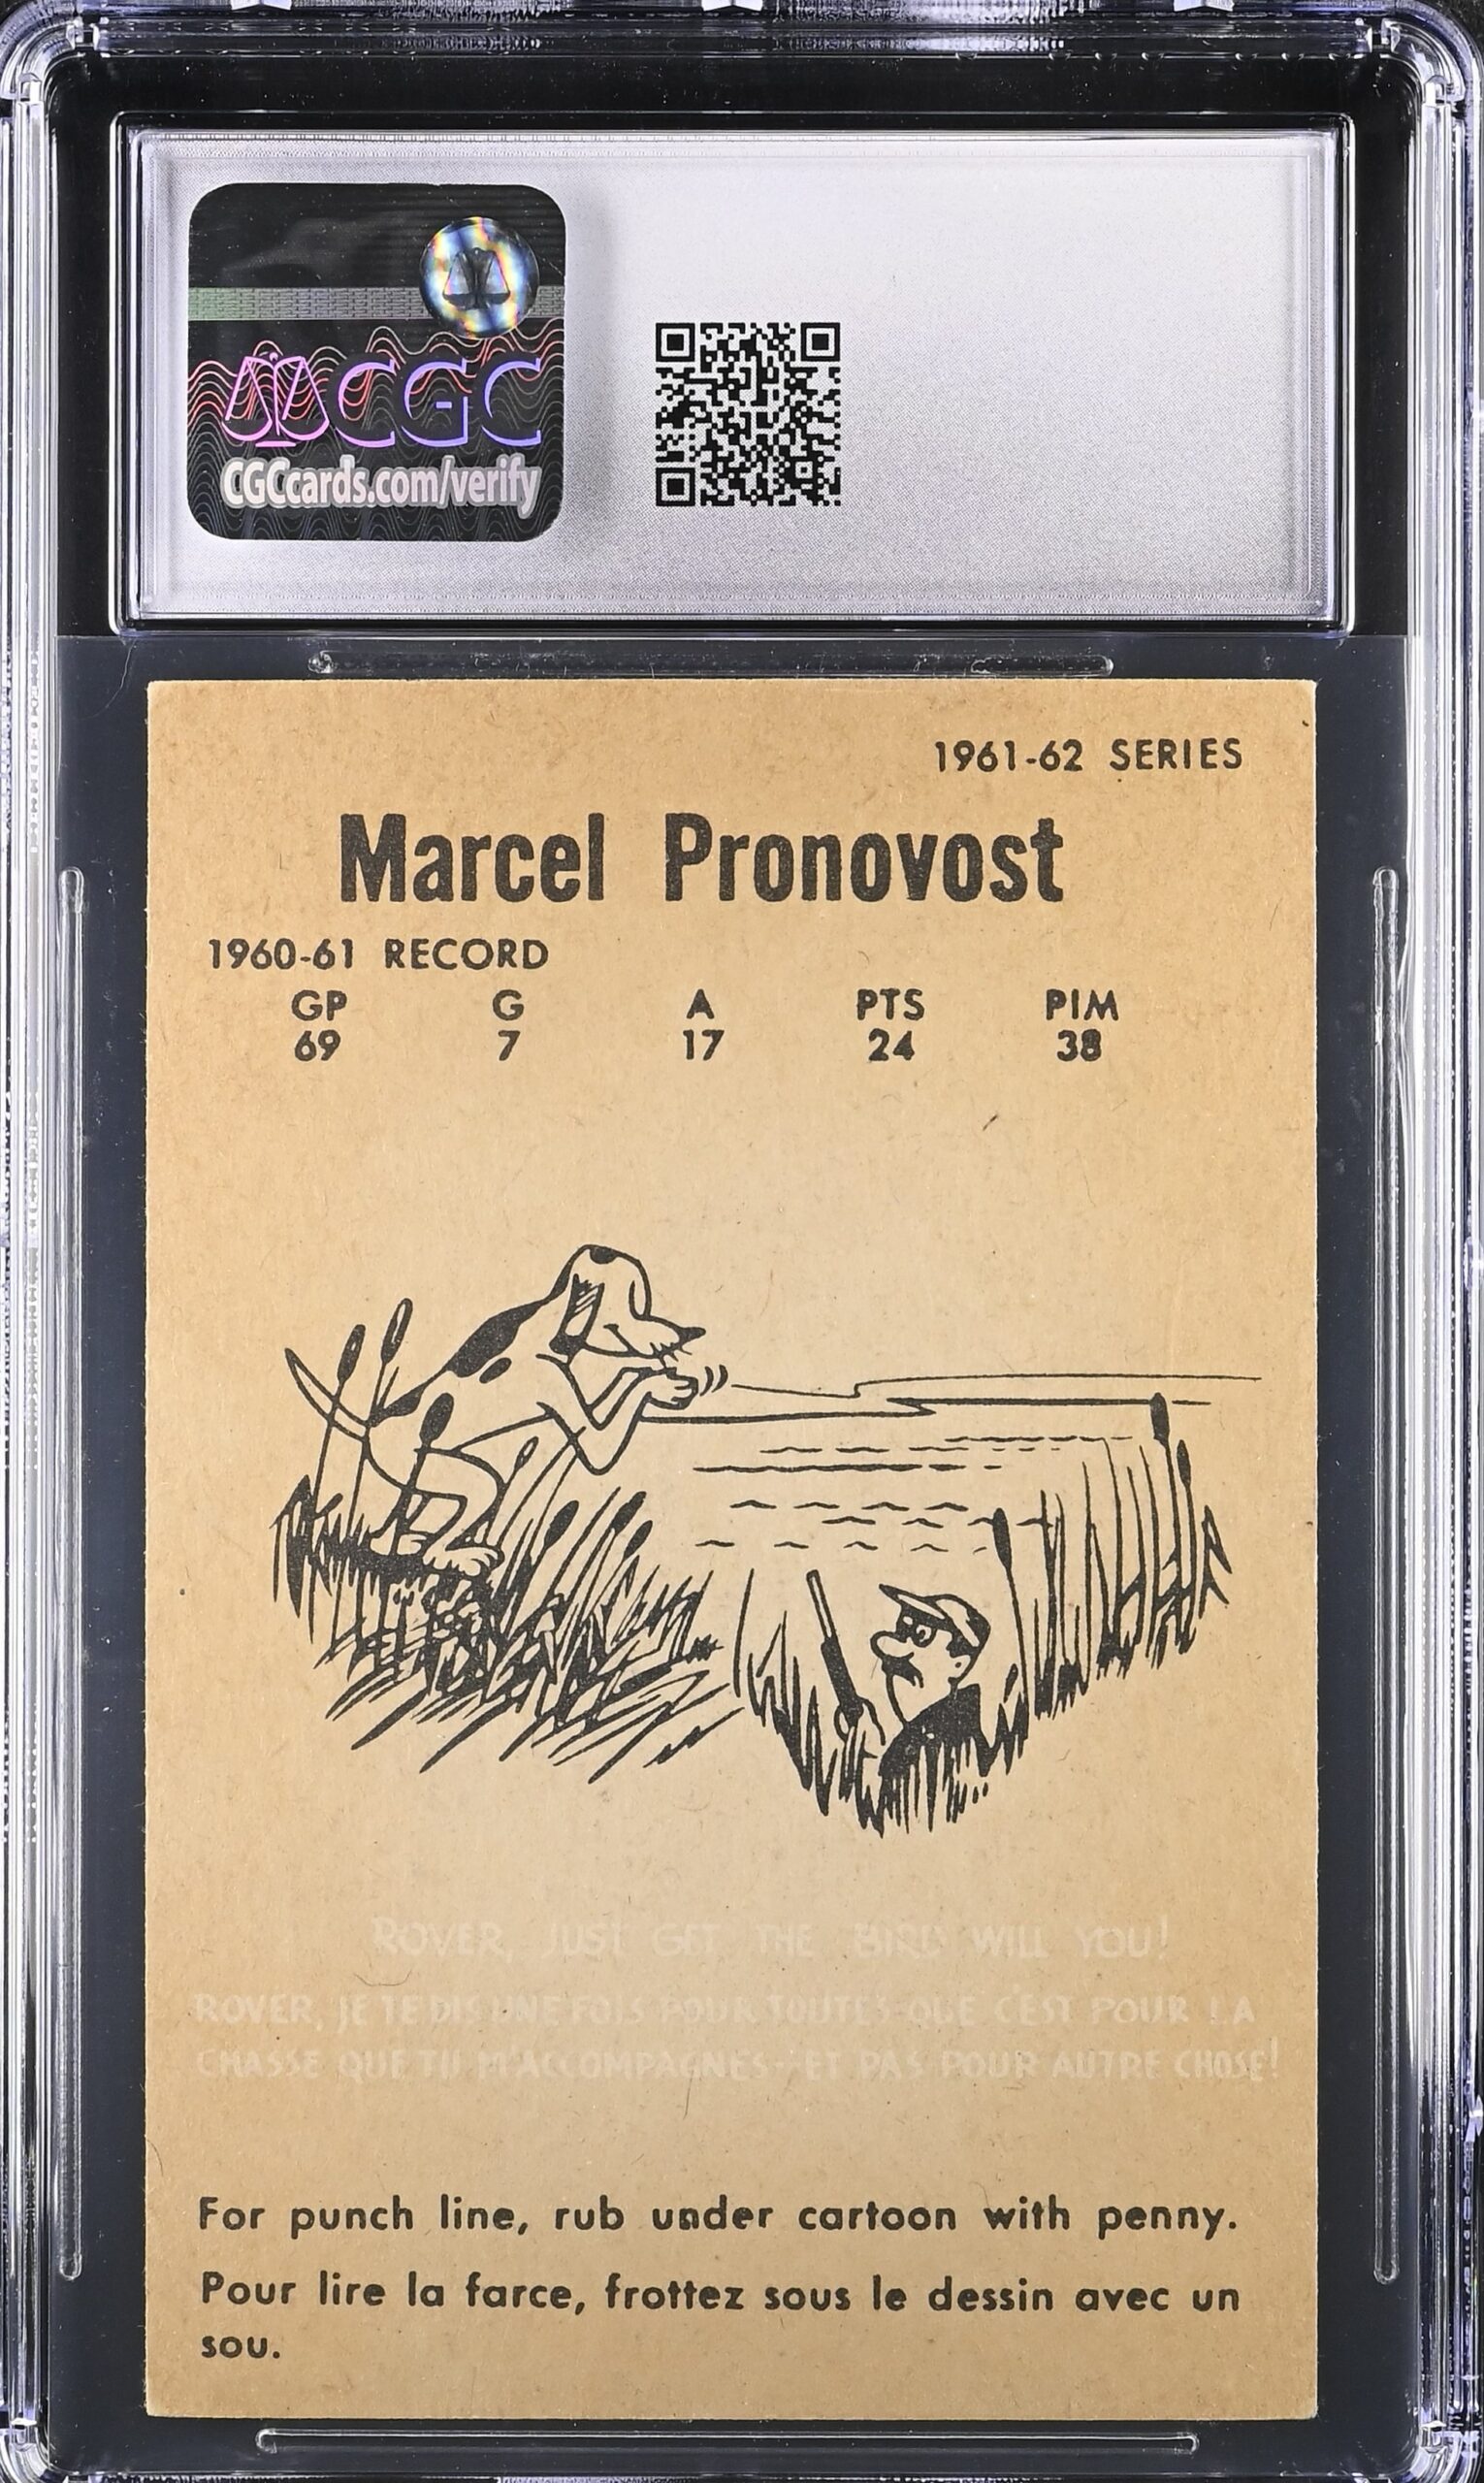 CGC
CGCcards.com/verify
1961-62 SERIES
Marcel Pronovost
1960-61 RECORD
GP G A PTS PIM
69 7 17 24 38
ROVER, JUST GET THE BIRD WILL YOU!
ROVER, JE TE DIS UNE FOIS POUR TOUTES QUE C'EST POUR LA
CHASSE QUE TU M'ACCOMPAGNES--ET PAS POUR AUTRE CHOSE!
For punch line, rub under cartoon with penny.
Pour lire la farce, frottez sous le dessin avec un
sou.